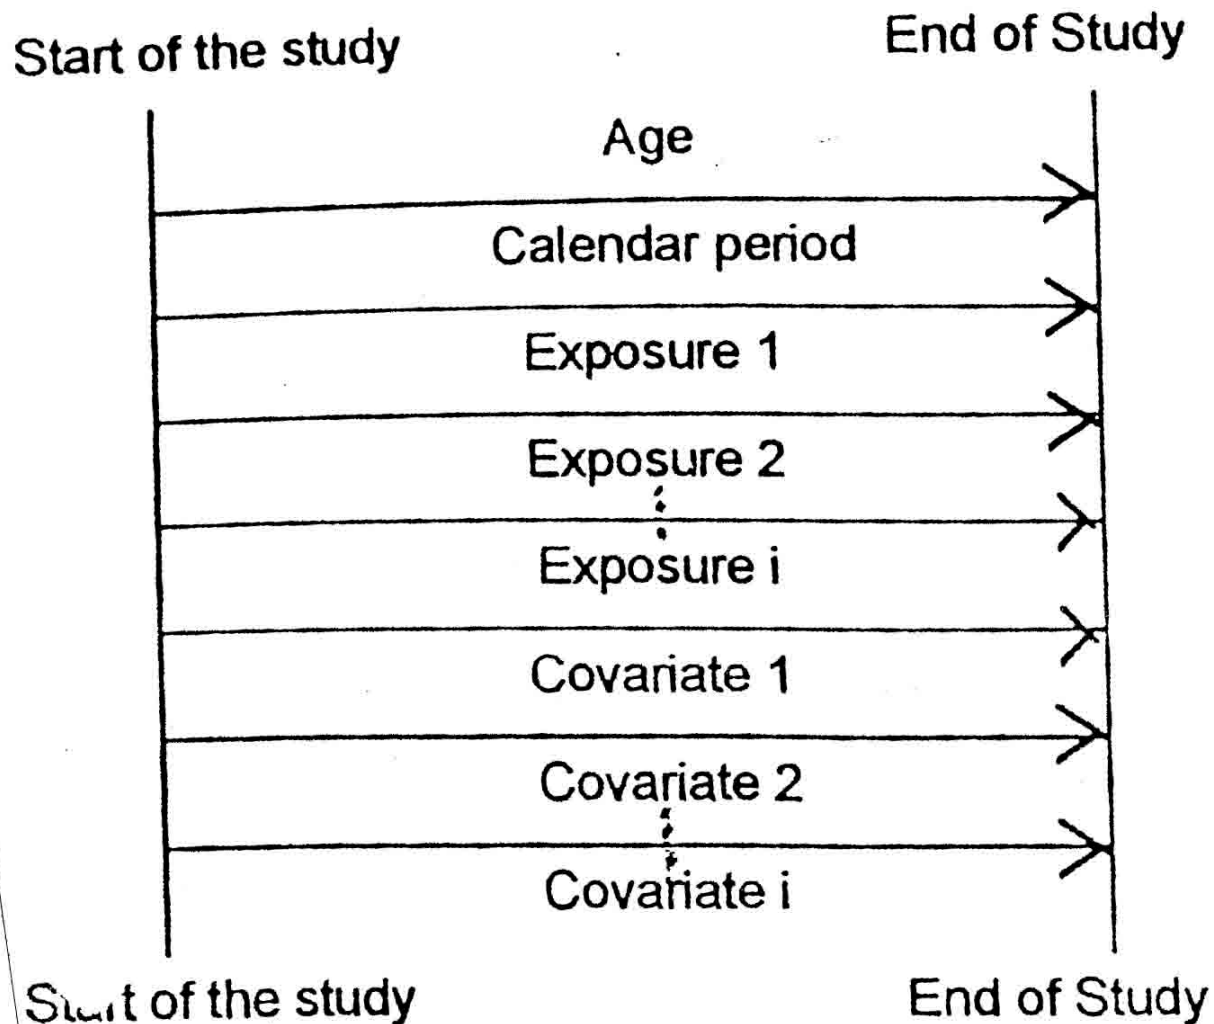 Start of the study
End of Study
Age
Calendar period
Exposure 1
Exposure 2
Exposure i
Covariate 1
Covariate 2
Covariate i
Start of the study
End of Study